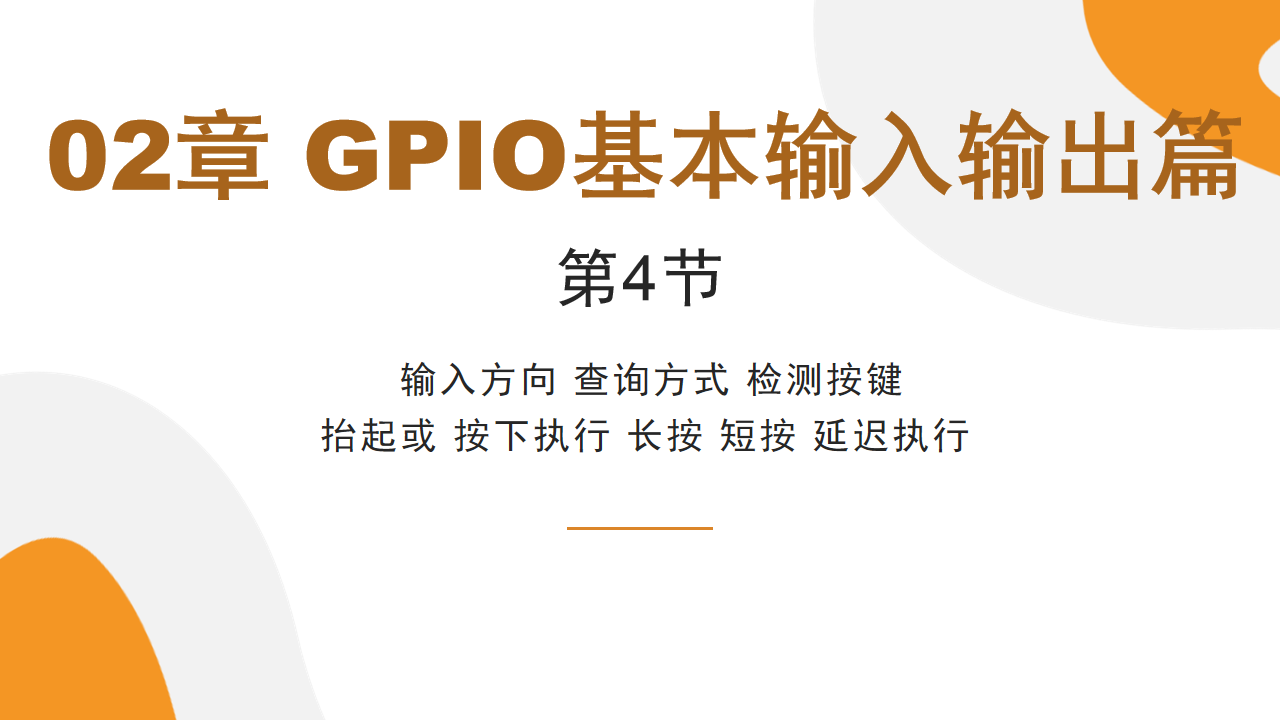 02章 GPIO基本输入输出篇
第4节
输入方向 查询方式 检测按键
抬起或 按下执行 长按 短按 延迟执行